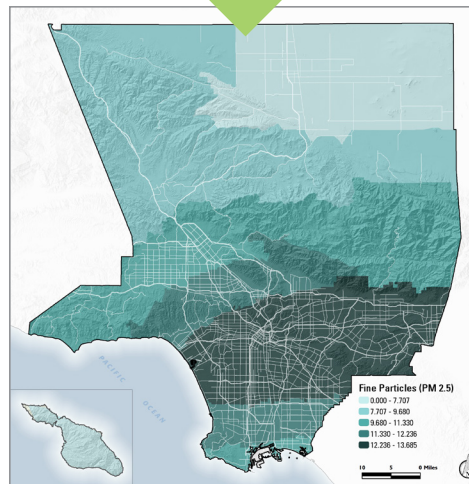 PACIFIC
OCEAN
Fine Particles (PM 2.5)
0.000 - 7.707
7.707 - 9.680
9.680 - 11.330
11.330 - 12.236
12.236 - 13.685
10 5 0 Miles